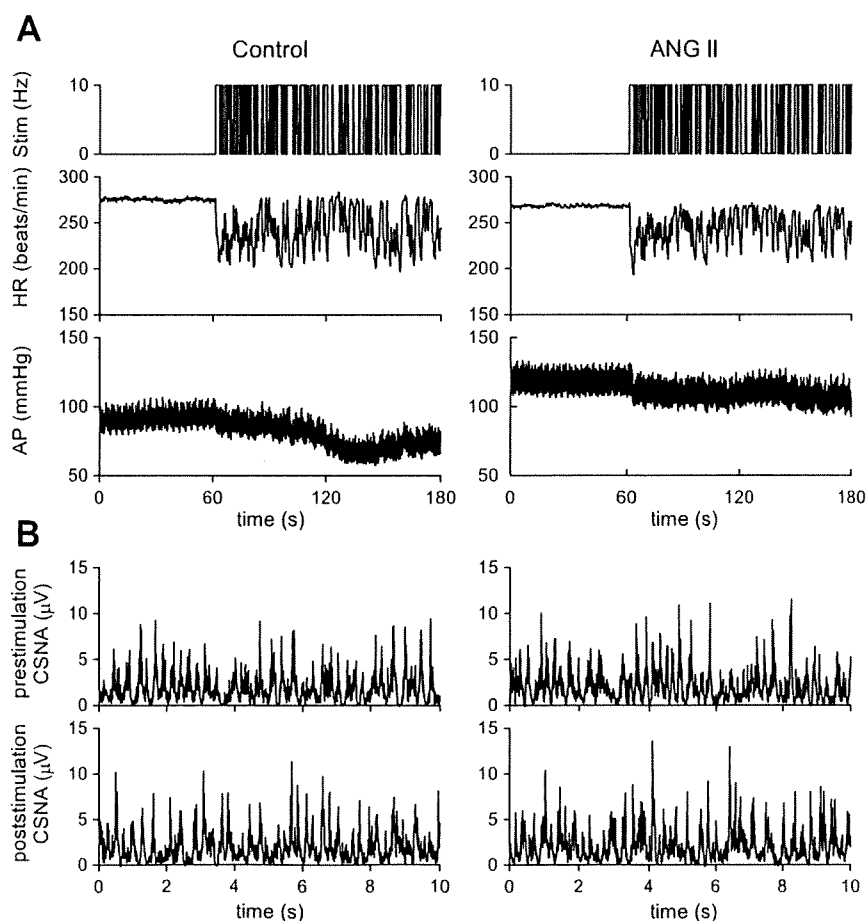 A
Control
ANG II
Stim (Hz)
10
0
10
0
HR (beats/min)
300
250
200
150
300
250
200
150
AP (mmHg)
150
100
50
150
100
50
0 60 120 180
0 60 120 180
time (s)
time (s)
B
prestimulation
CSNA (μV)
15
10
5
0
15
10
5
0
poststimulation
CSNA (μV)
15
10
5
0
15
10
5
0
0 2 4 6 8 10
0 2 4 6 8 10
time (s)
time (s)